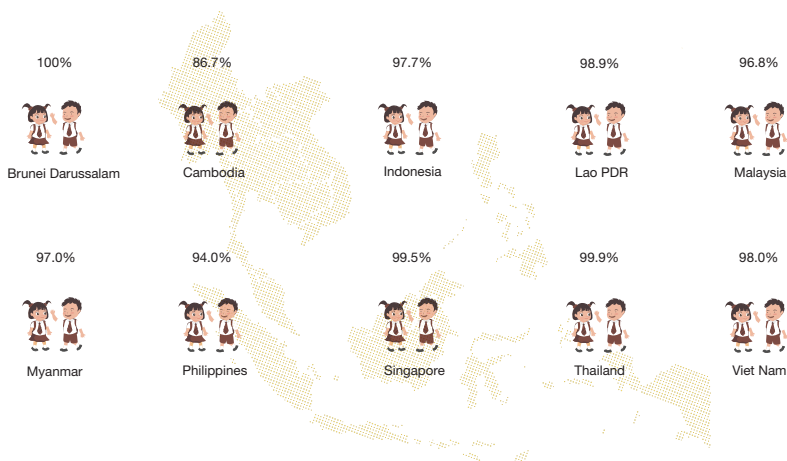 100%
86.7%
97.7%
98.9%
96.8%
Brunei Darussalam
Cambodia
Indonesia
Lao PDR
Malaysia
97.0%
94.0%
99.5%
99.9%
98.0%
Myanmar
Philippines
Singapore
Thailand
Viet Nam